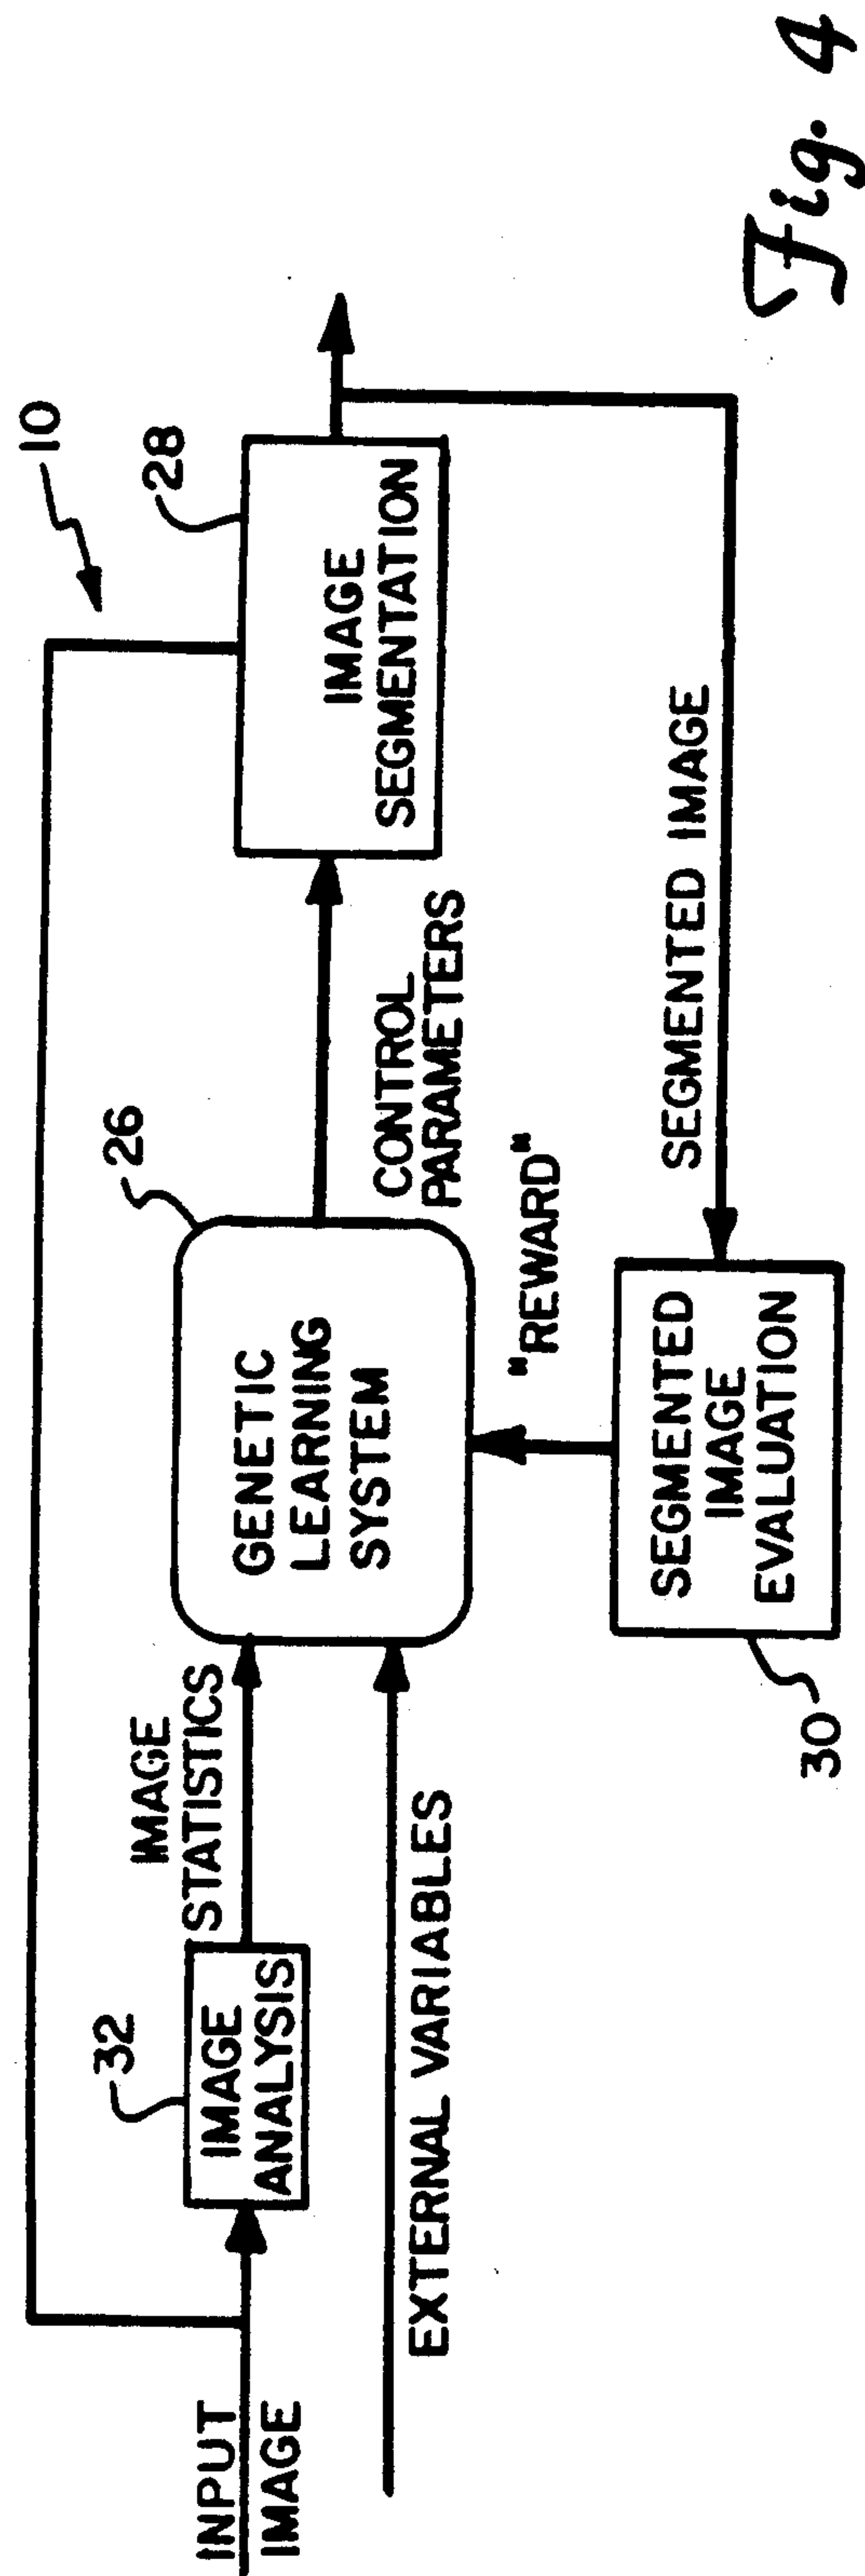 10
28
IMAGE
SEGMENTATION
26
GENETIC
LEARNING
SYSTEM
CONTROL
PARAMETERS
IMAGE
STATISTICS
32
IMAGE
ANALYSIS
INPUT
IMAGE
EXTERNAL VARIABLES
"REWARD"
SEGMENTED IMAGE
SEGMENTED
IMAGE
EVALUATION
30
Fig. 4